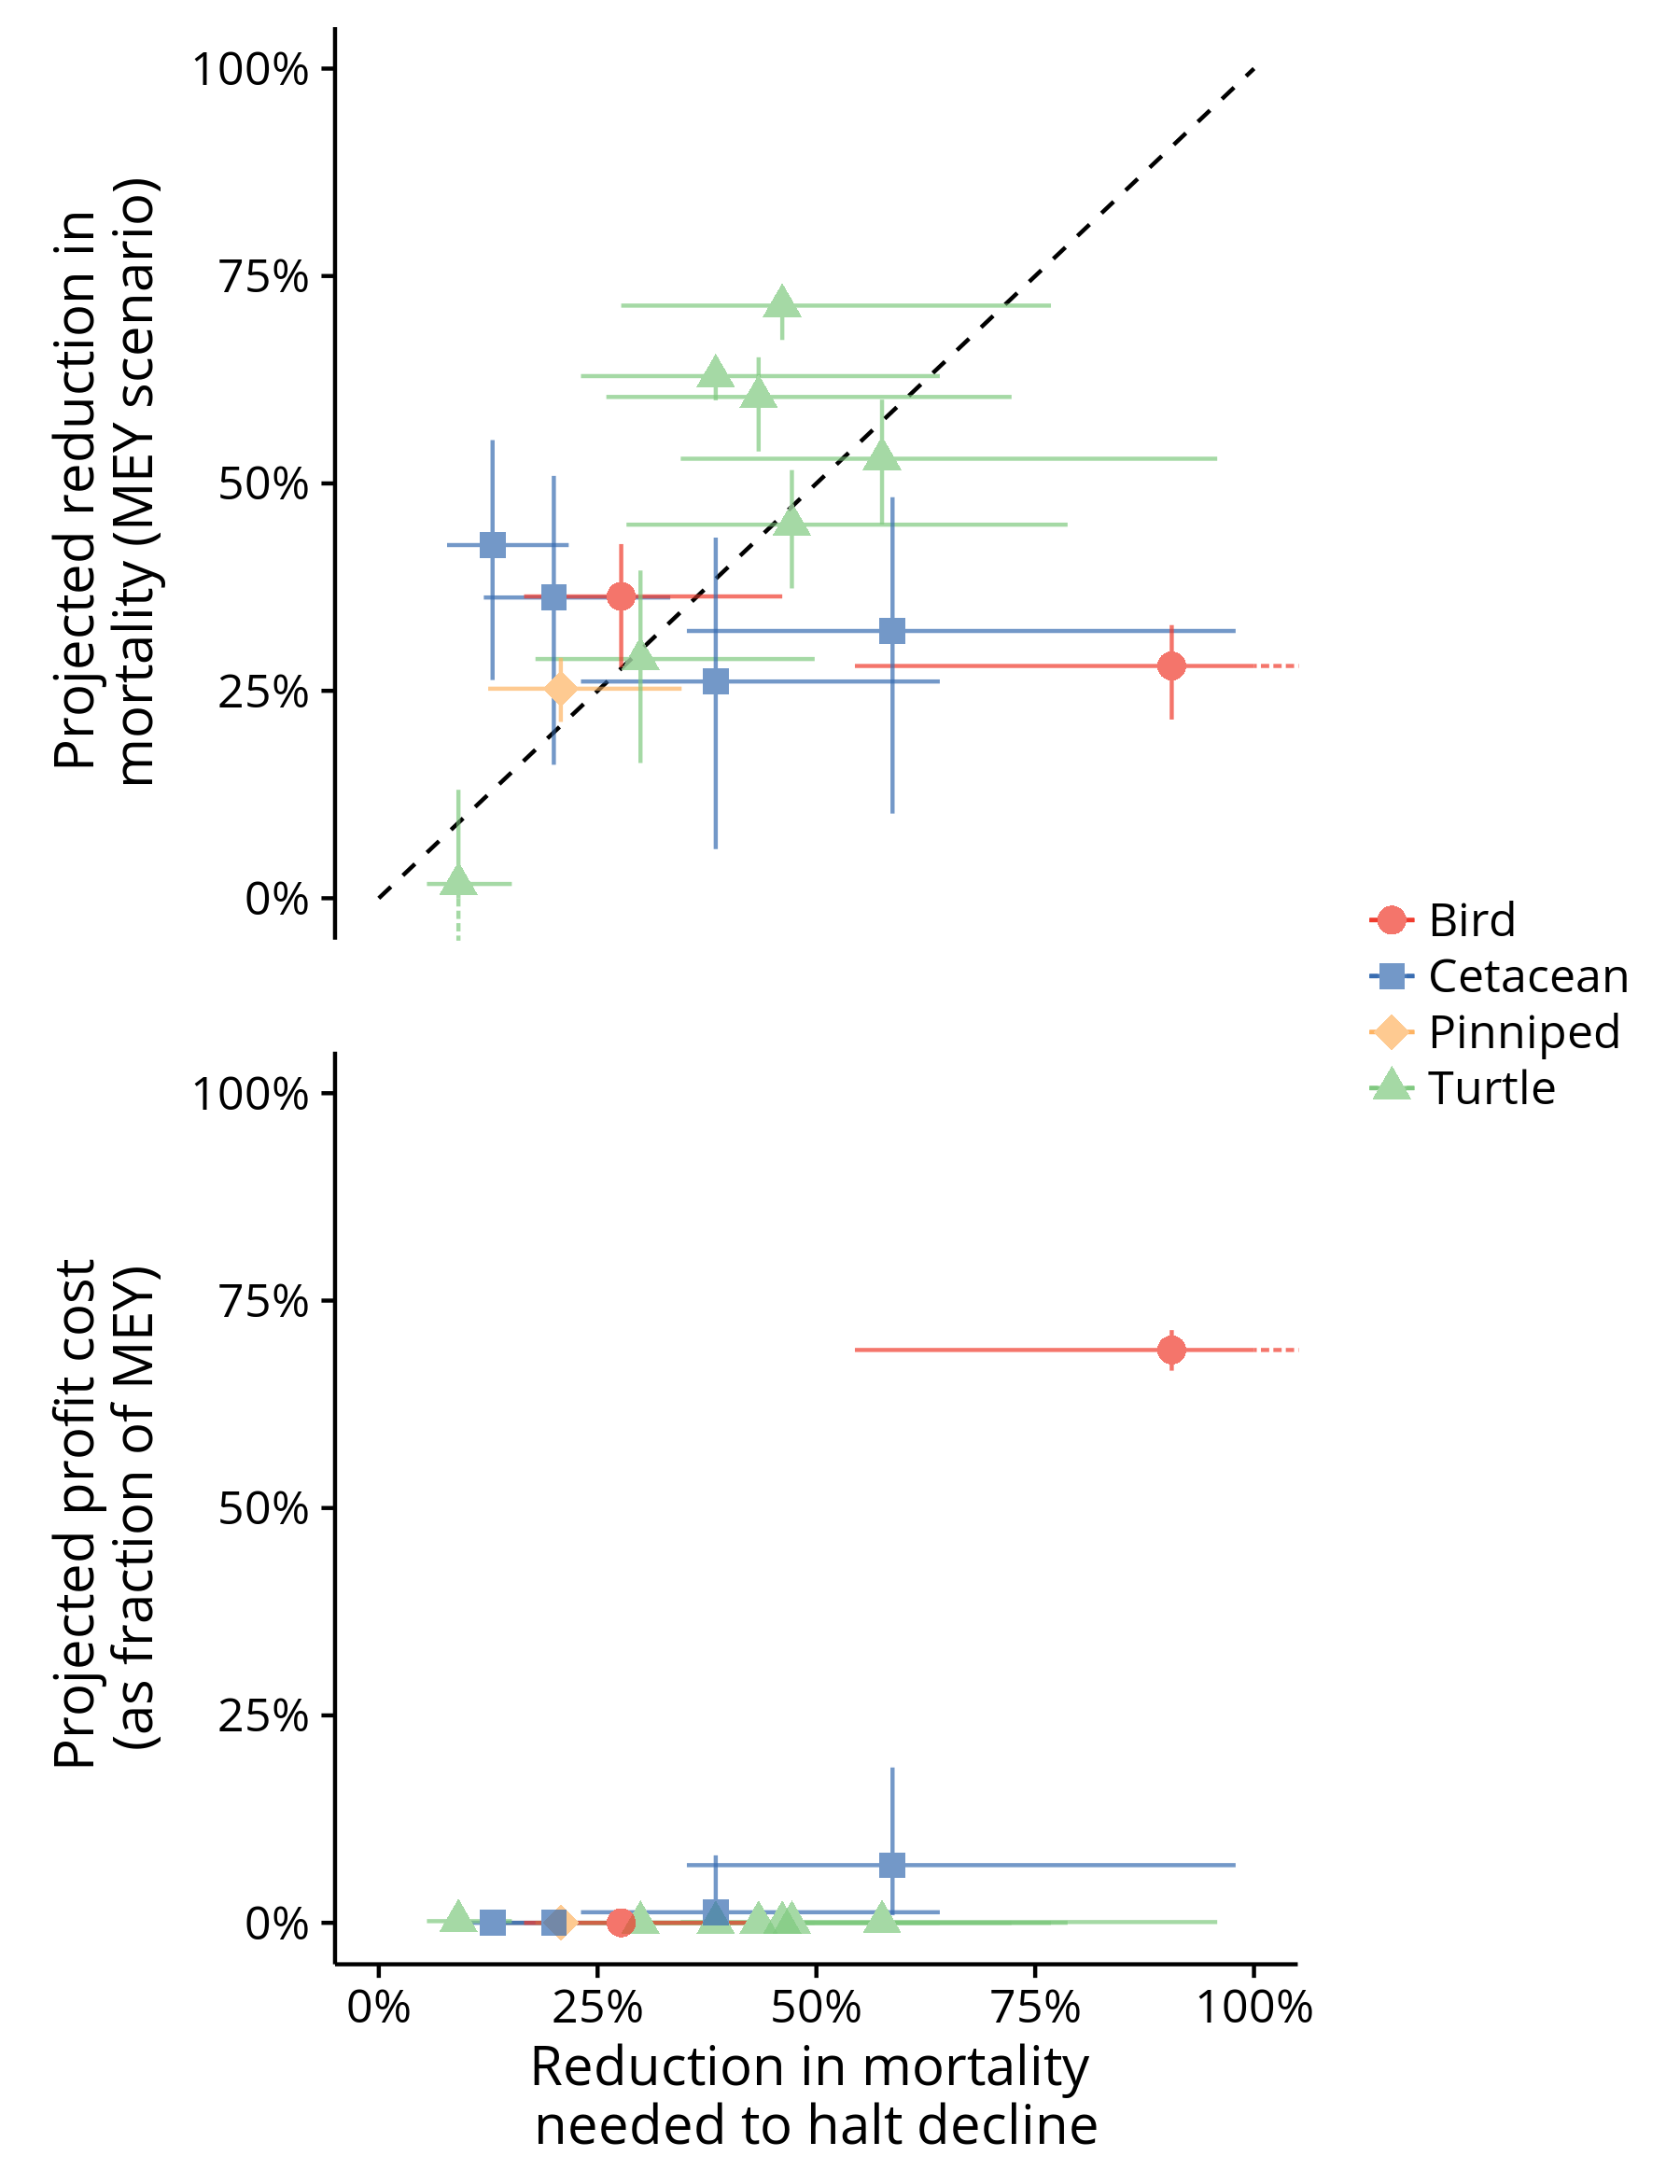 Projected reduction in
mortality (MEY scenario)
100%
75%
50%
25%
0%
Bird
Cetacean
Pinniped
Turtle
Projected profit cost
(as fraction of MEY)
100%
75%
50%
25%
0%
0% 25% 50% 75% 100%
Reduction in mortality
needed to halt decline